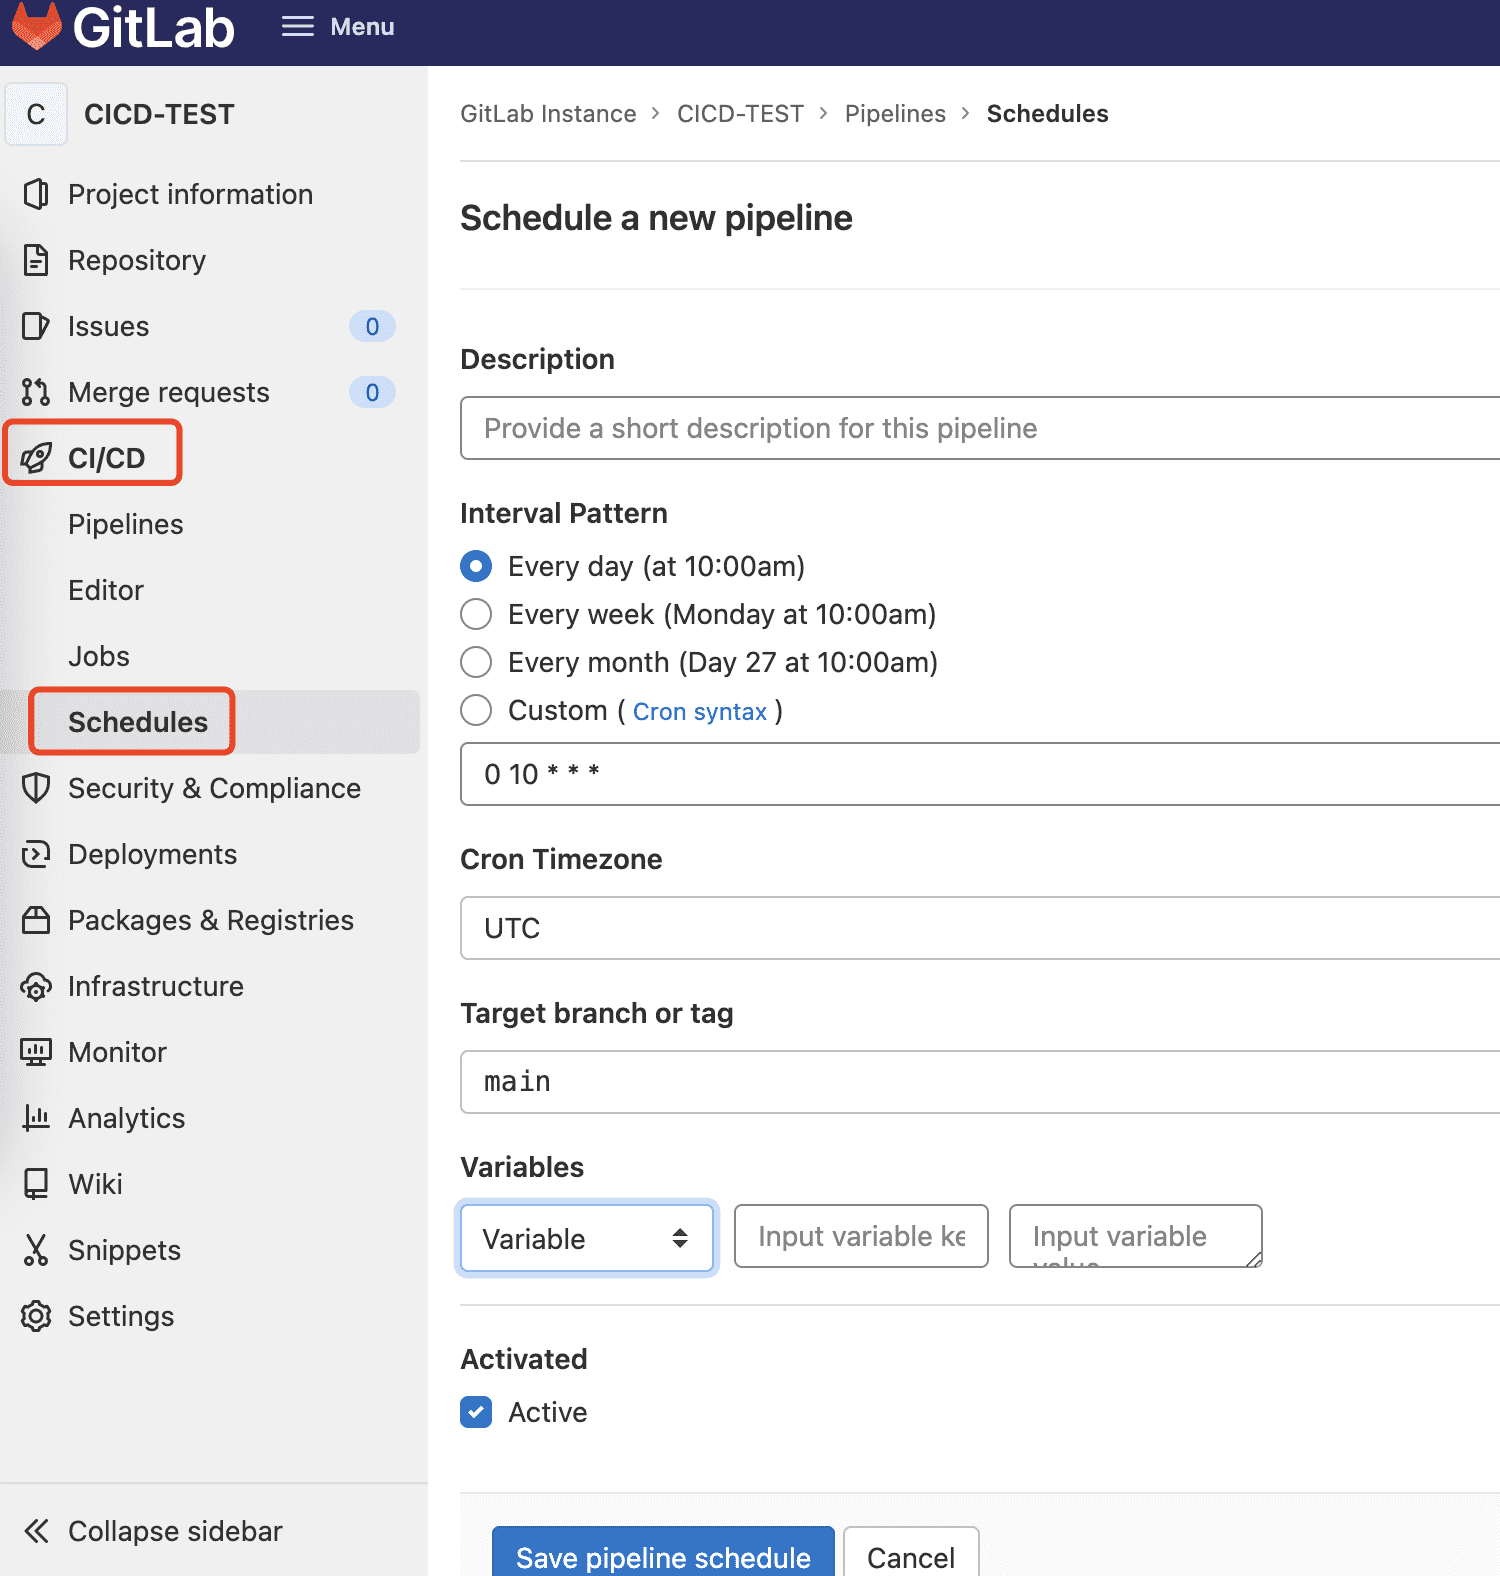 GitLab
Menu
C
CICD-TEST
Project information
Repository
Issues 0
Merge requests 0
CI/CD
Pipelines
Editor
Jobs
Schedules
Security & Compliance
Deployments
Packages & Registries
Infrastructure
Monitor
Analytics
Wiki
Snippets
Settings
Collapse sidebar
GitLab Instance > CICD-TEST > Pipelines > Schedules
Schedule a new pipeline
Description
Provide a short description for this pipeline
Interval Pattern
Every day (at 10:00am)
Every week (Monday at 10:00am)
Every month (Day 27 at 10:00am)
Custom ( Cron syntax )
0 10 * * *
Cron Timezone
UTC
Target branch or tag
main
Variables
Variable
Input variable ke
Input variable
value
Activated
Active
Save pipeline schedule
Cancel